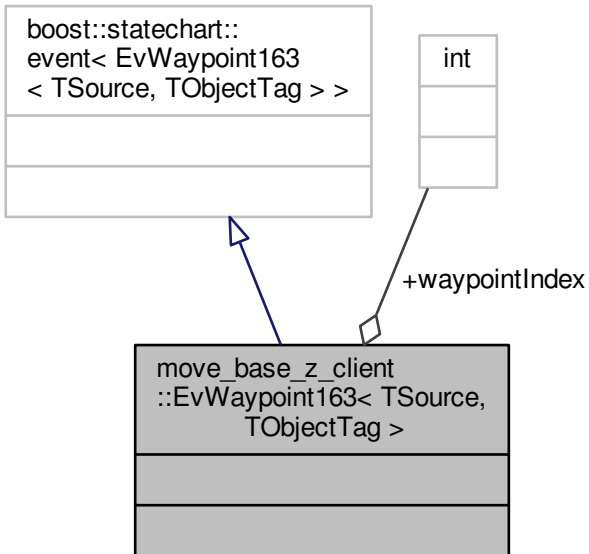 boost::statechart::
event< EvWaypoint163
< TSource, TObjectTag > >
int
+waypointIndex
move_base_z_client
::EvWaypoint163< TSource,
TObjectTag >